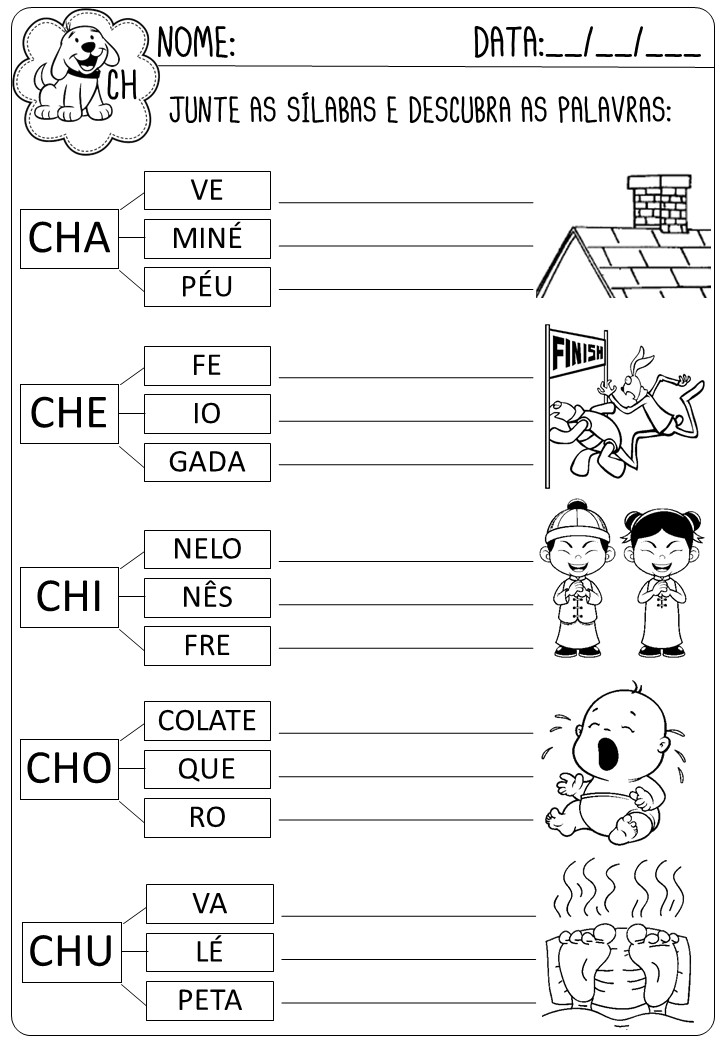 NOME: DATA:__/__/___
CH
JUNTE AS SÍLABAS E DESCUBRA AS PALAVRAS:
CHA
VE
MINÉ
PÉU
CHE
FE
IO
GADA
FINISH
CHI
NELO
NÊS
FRE
CHO
COLATE
QUE
RO
CHU
VA
LÉ
PETA